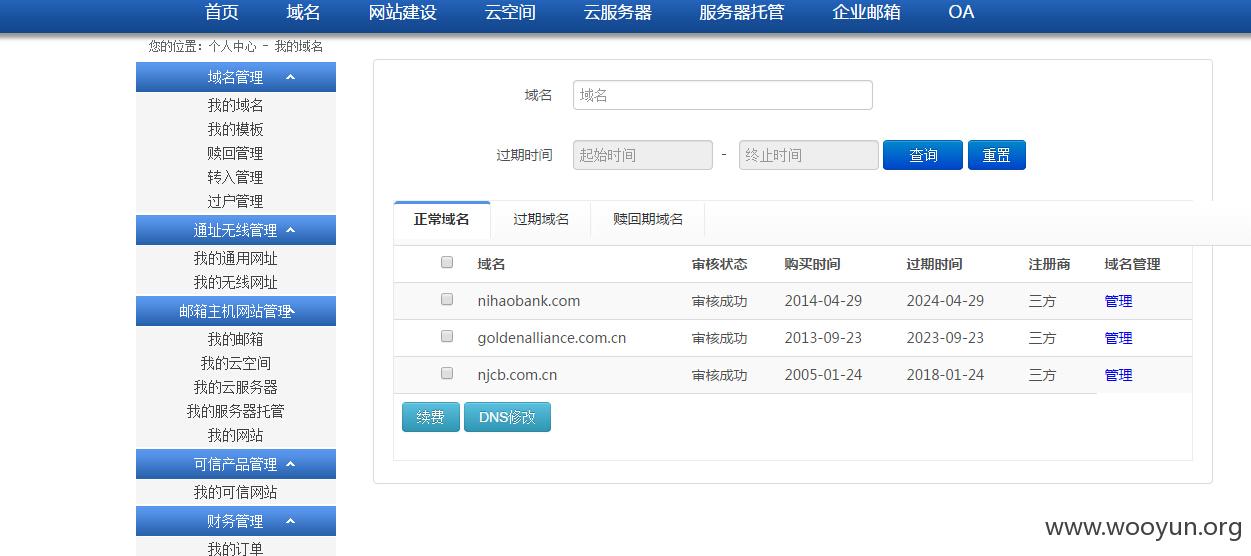 首页 域名 网站建设 云空间 云服务器 服务器托管 企业邮箱 OA
您的位置：个人中心 - 我的域名
域名管理
我的域名
我的模板
赎回管理
转入管理
过户管理
通址无线管理
我的通用网址
我的无线网址
邮箱主机网站管理
我的邮箱
我的云空间
我的云服务器
我的服务器托管
我的网站
可信产品管理
我的可信网站
财务管理
我的订单
域名 域名
过期时间 起始时间 - 终止时间 查询 重置
正常域名 过期域名 赎回期域名
域名 审核状态 购买时间 过期时间 注册商 域名管理
nihaobank.com 审核成功 2014-04-29 2024-04-29 三方 管理
goldenalliance.com.cn 审核成功 2013-09-23 2023-09-23 三方 管理
njcb.com.cn 审核成功 2005-01-24 2018-01-24 三方 管理
续费 DNS修改
www.wooyun.org